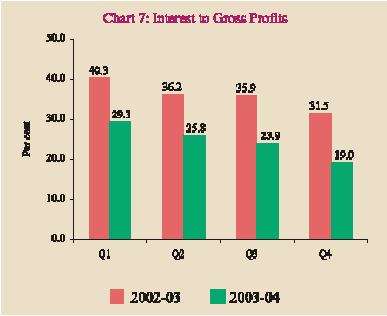 Chart 7: Interest to Gross Profits
50.0
40.0
30.0
20.0
10.0
0.0
Per cent
40.3
29.3
36.2
25.8
35.9
23.9
31.5
19.0
Q1
Q2
Q3
Q4
2002-03
2003-04